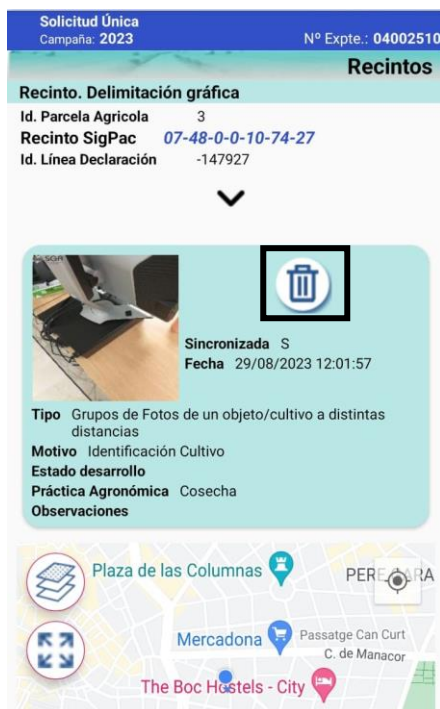 Solicitud Única
Campaña: 2023
Nº Expte.: 04002510
Recintos
Recinto. Delimitación gráfica
Id. Parcela Agricola 3
Recinto SigPac 07-48-0-0-10-74-27
Id. Línea Declaración -147927
SGA
Sincronizada S
Fecha 29/08/2023 12:01:57
Tipo Grupos de Fotos de un objeto/cultivo a distintas
distancias
Motivo Identificación Cultivo
Estado desarrollo
Práctica Agronómica Cosecha
Observaciones
Plaza de las Columnas
PERE
Mercadona
Passatge Can Curt
C. de Manacor
The Boc Hostels - City